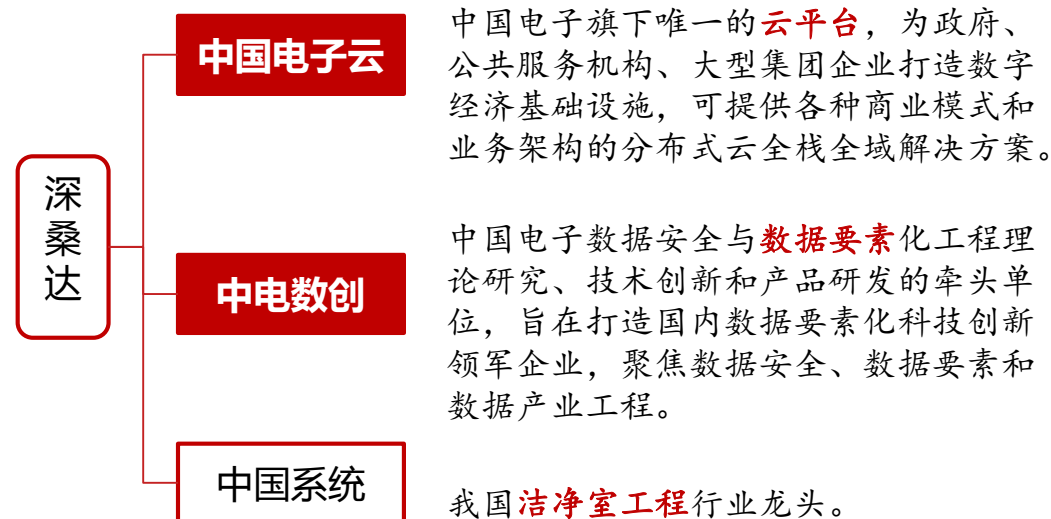 深桑达
中国电子云
中国电子旗下唯一的云平台，为政府、
公共服务机构、大型集团企业打造数字
经济基础设施，可提供各种商业模式和
业务架构的分布式云全栈全域解决方案。
中电数创
中国电子数据安全与数据要素化工程理
论研究、技术创新和产品研发的牵头单
位，旨在打造国内数据要素化科技创新
领军企业，聚焦数据安全、数据要素和
数据产业工程。
中国系统
我国洁净室工程行业龙头。